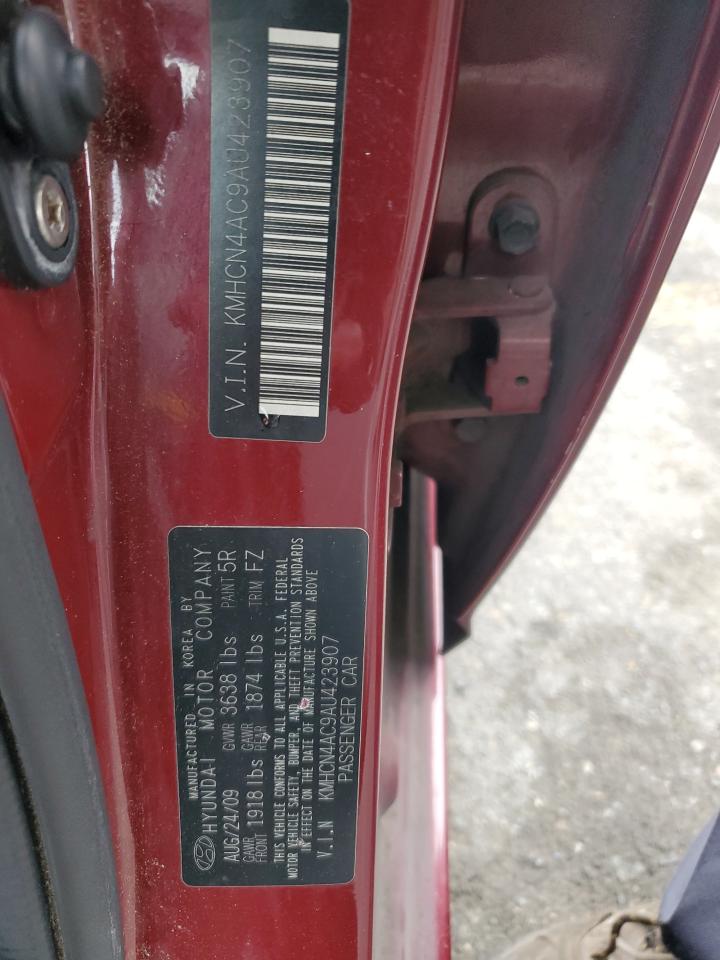 V.I.N. KMHCN4AC9AU423907
MANUFACTURED IN KOREA BY
HYUNDAI MOTOR COMPANY
AUG/24/09 GVWR 3638 lbs PAINT 5R
GAWR FRONT 1918 lbs GAWR REAR 1874 lbs TRIM FZ
THIS VEHICLE CONFORMS TO ALL APPLICABLE U.S.A. FEDERAL
MOTOR VEHICLE SAFETY, BUMPER, AND THEFT PREVENTION STANDARDS
IN EFFECT ON THE DATE OF MANUFACTURE SHOWN ABOVE
V.I.N KMHCN4AC9AU423907
PASSENGER CAR